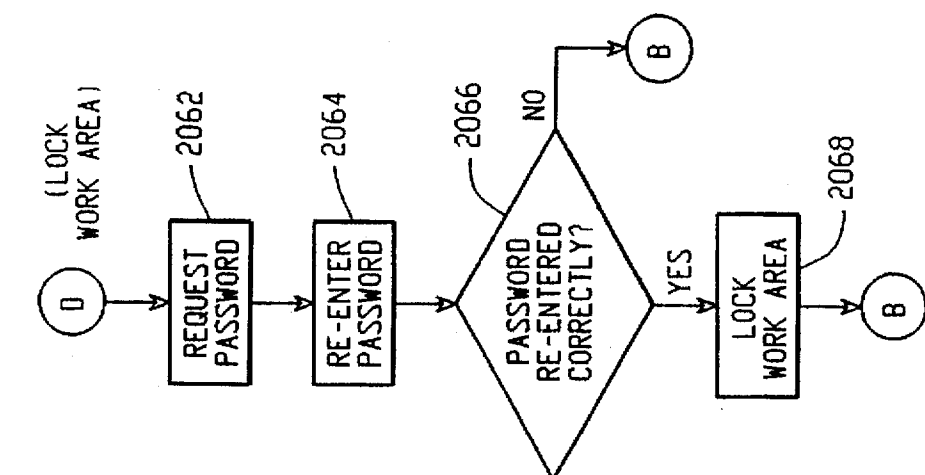 D
(LOCK
WORK AREA)
REQUEST
PASSWORD
2062
RE-ENTER
PASSWORD
2064
PASSWORD
RE-ENTERED
CORRECTLY?
2066
NO
B
YES
LOCK
WORK AREA
2068
B